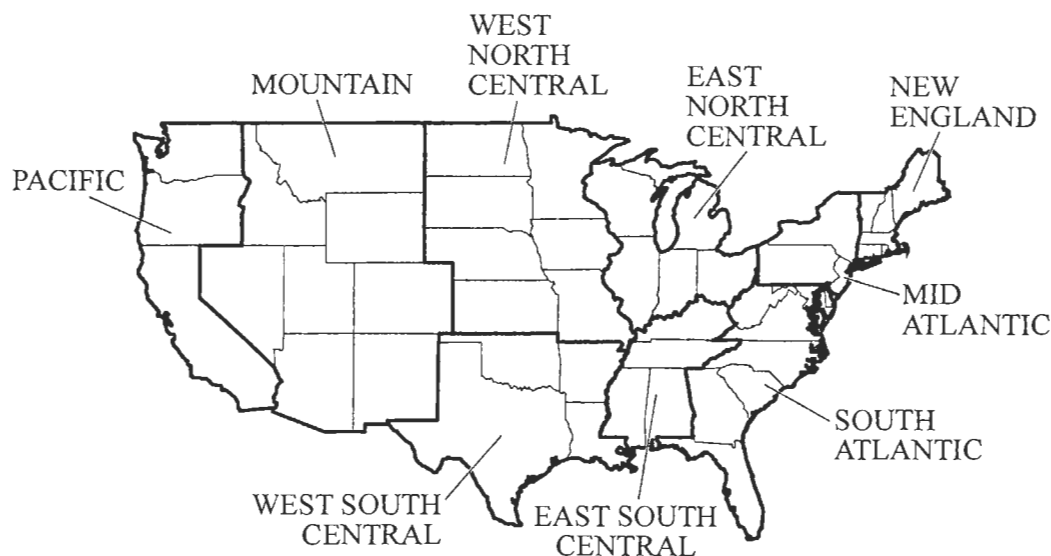 WEST
NORTH
CENTRAL
MOUNTAIN
EAST
NORTH
CENTRAL
NEW
ENGLAND
PACIFIC
MID
ATLANTIC
SOUTH
ATLANTIC
WEST SOUTH
CENTRAL
EAST SOUTH
CENTRAL